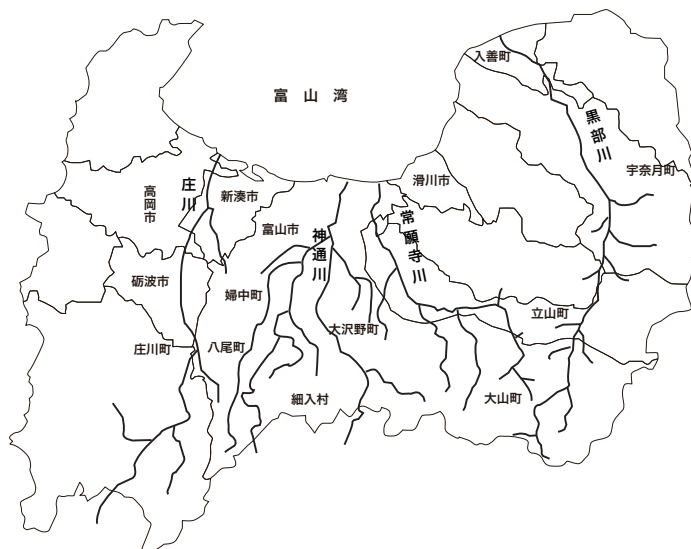 入善町
富山湾
黒部川
宇奈月町
滑川市
庄川
高岡市
新湊市
富山市
神通川
常願寺川
砺波市
婦中町
立山町
大沢野町
庄川町
八尾町
細入村
大山町